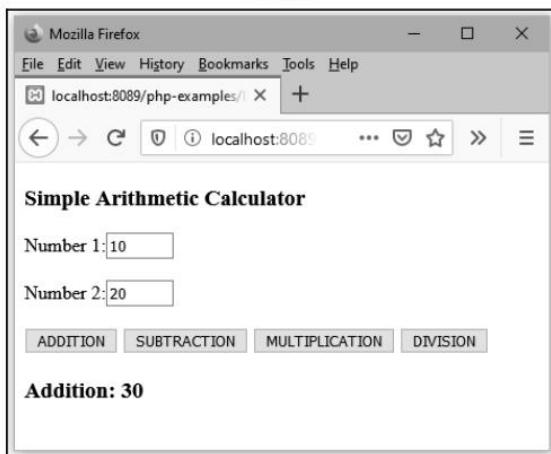 Mozilla Firefox
File Edit View History Bookmarks Tools Help
localhost:8089/php-examples/
localhost:8089
Simple Arithmetic Calculator
Number 1: 10
Number 2: 20
ADDITION SUBTRACTION MULTIPLICATION DIVISION
Addition: 30